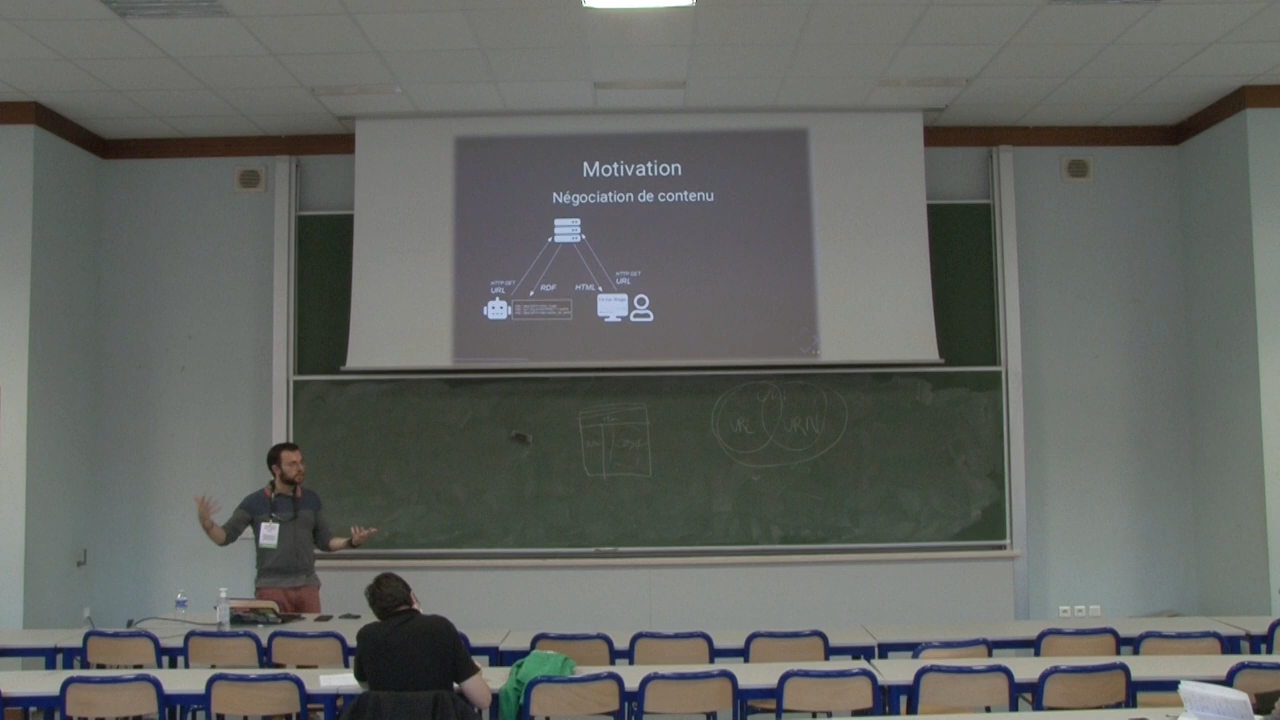 Motivation
Négociation de contenu
HTTP GET
URL
RDF
HTML
HTTP GET
URL
URL
URN